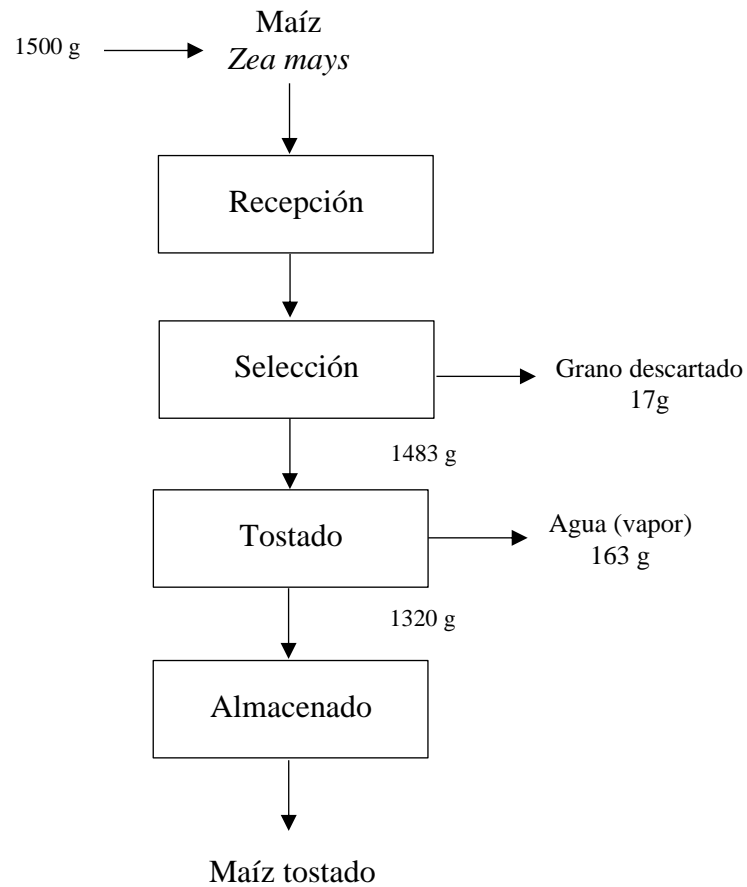 Maíz
1500 g
Zea mays
Recepción
Selección
Grano descartado
17g
1483 g
Tostado
Agua (vapor)
163 g
1320 g
Almacenado
Maíz tostado